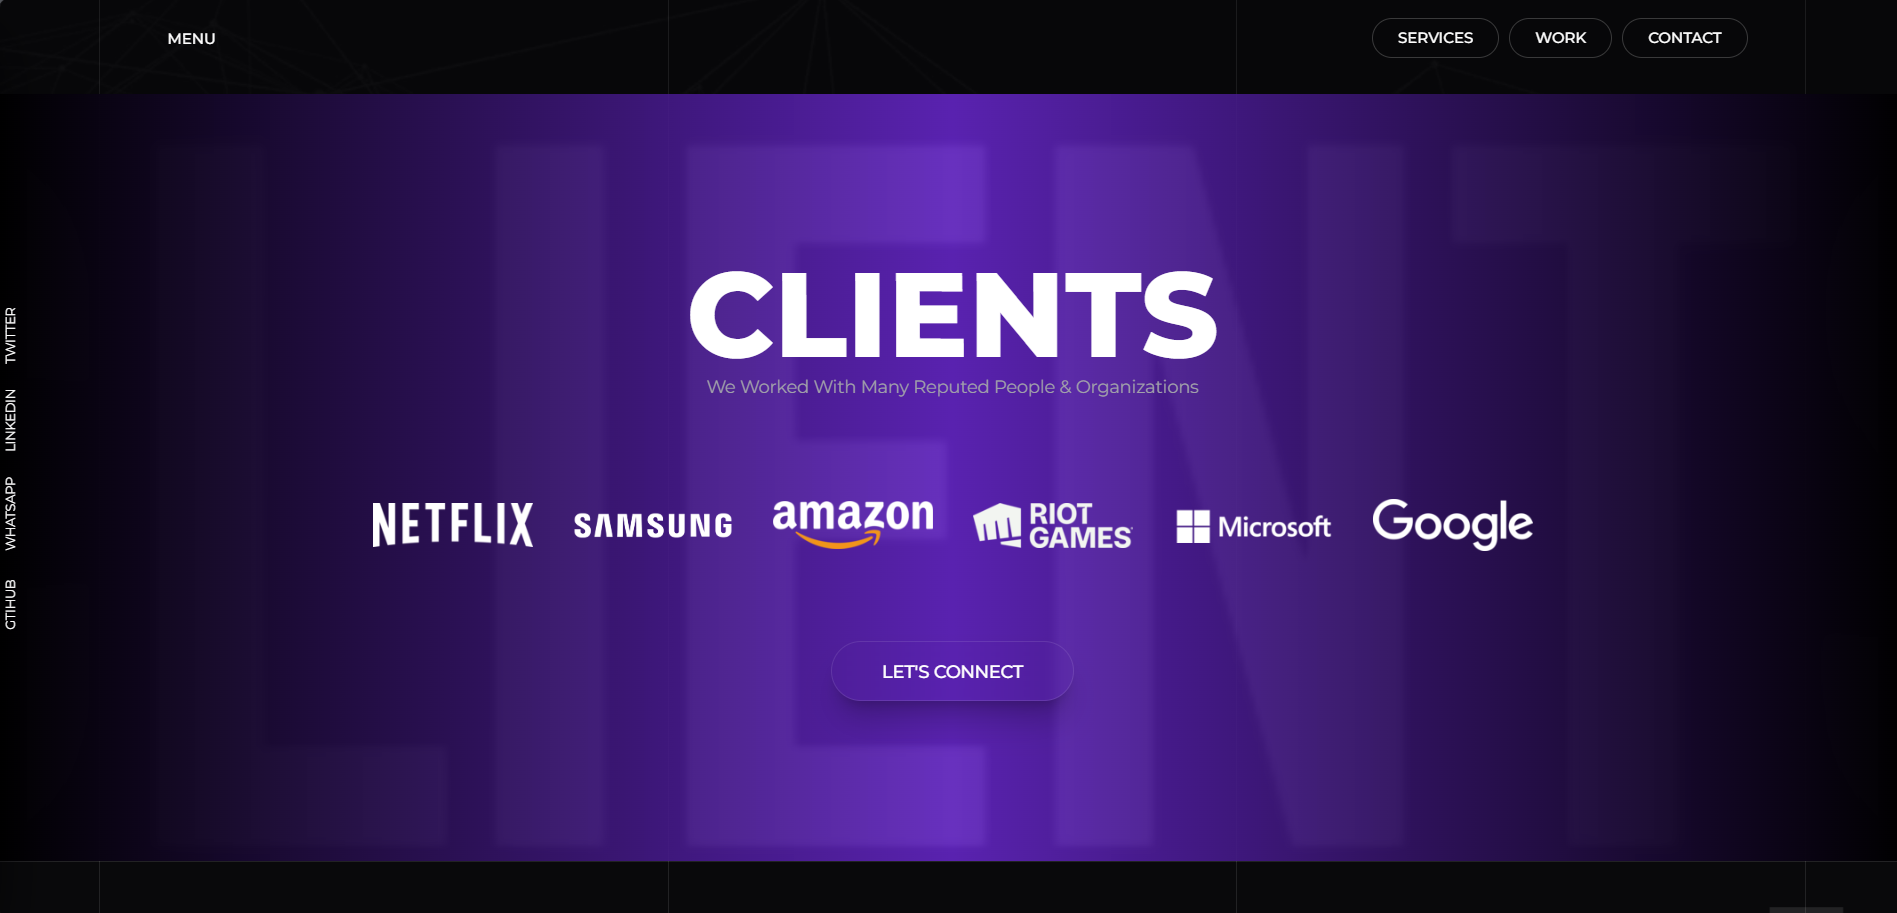 MENU
SERVICES
WORK
CONTACT
CLIENTS
We Worked With Many Reputed People & Organizations
NETFLIX
SAMSUNG
amazon
RIOT
GAMES
Microsoft
Google
LET'S CONNECT
TWITTER
LINKEDIN
WHATSAPP
GTIHUB
LIENT